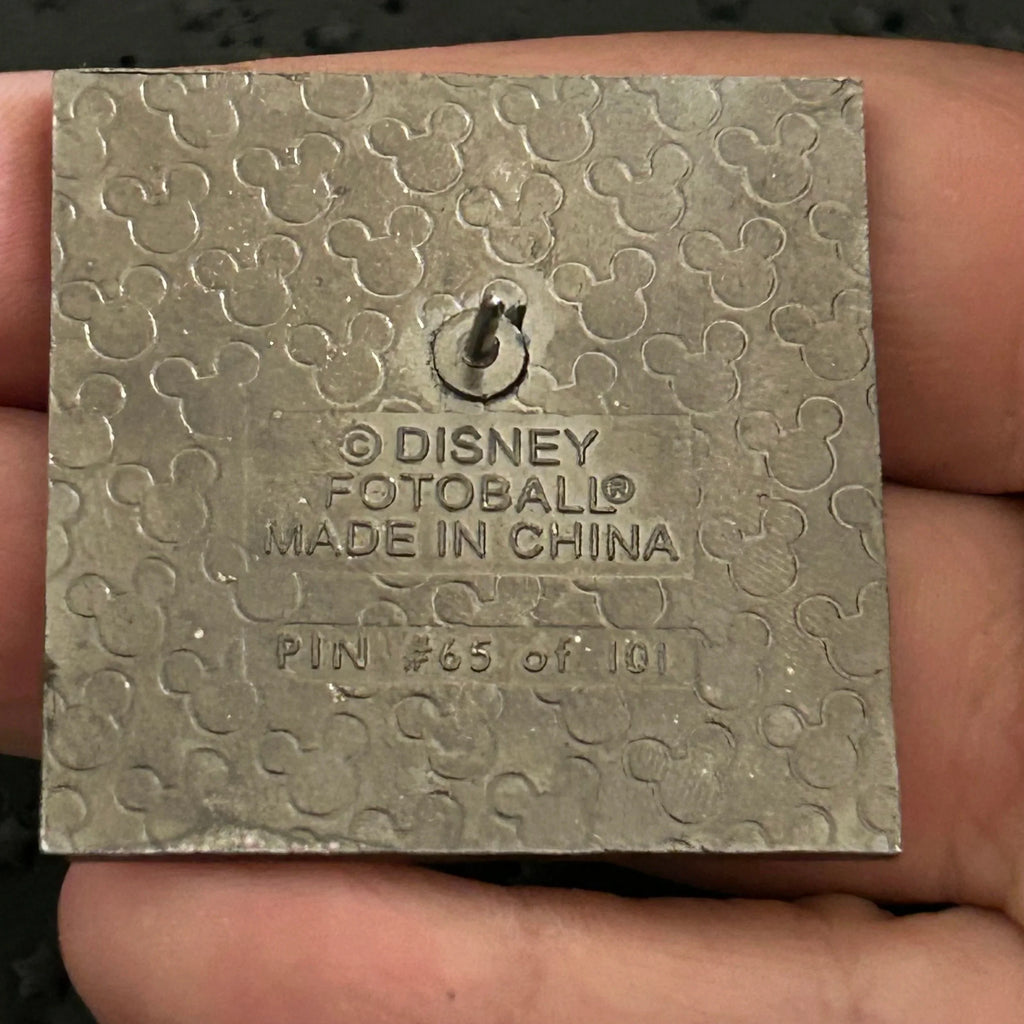 © DISNEY
FOTOBALL®
MADE IN CHINA
PIN #65 of 101